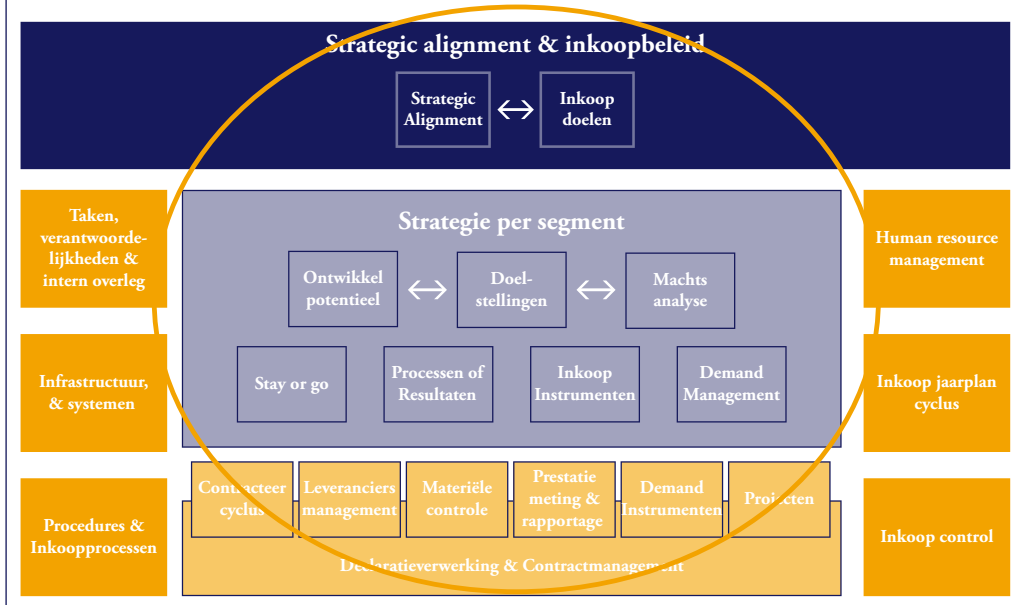 Strategic alignment & inkoopbeleid
Strategic
Alignment
Inkoop
doelen
Taken,
verantwoorde-
lijkheden &
intern overleg
Infrastructuur,
& systemen
Procedures &
Inkoopprocessen
Strategie per segment
Ontwikkel
potentieel
Doel-
stellingen
Machts
analyse
Stay or go
Processen of
Resultaten
Inkoop
Instrumenten
Demand
Management
Contracteer
cyclus
Leveranciers
management
Materiële
controle
Prestatie
meting &
rapportage
Demand
Instrumenten
Projecten
Declaratieverwerking & Contractmanagement
Human resource
management
Inkoop jaarplan
cyclus
Inkoop control